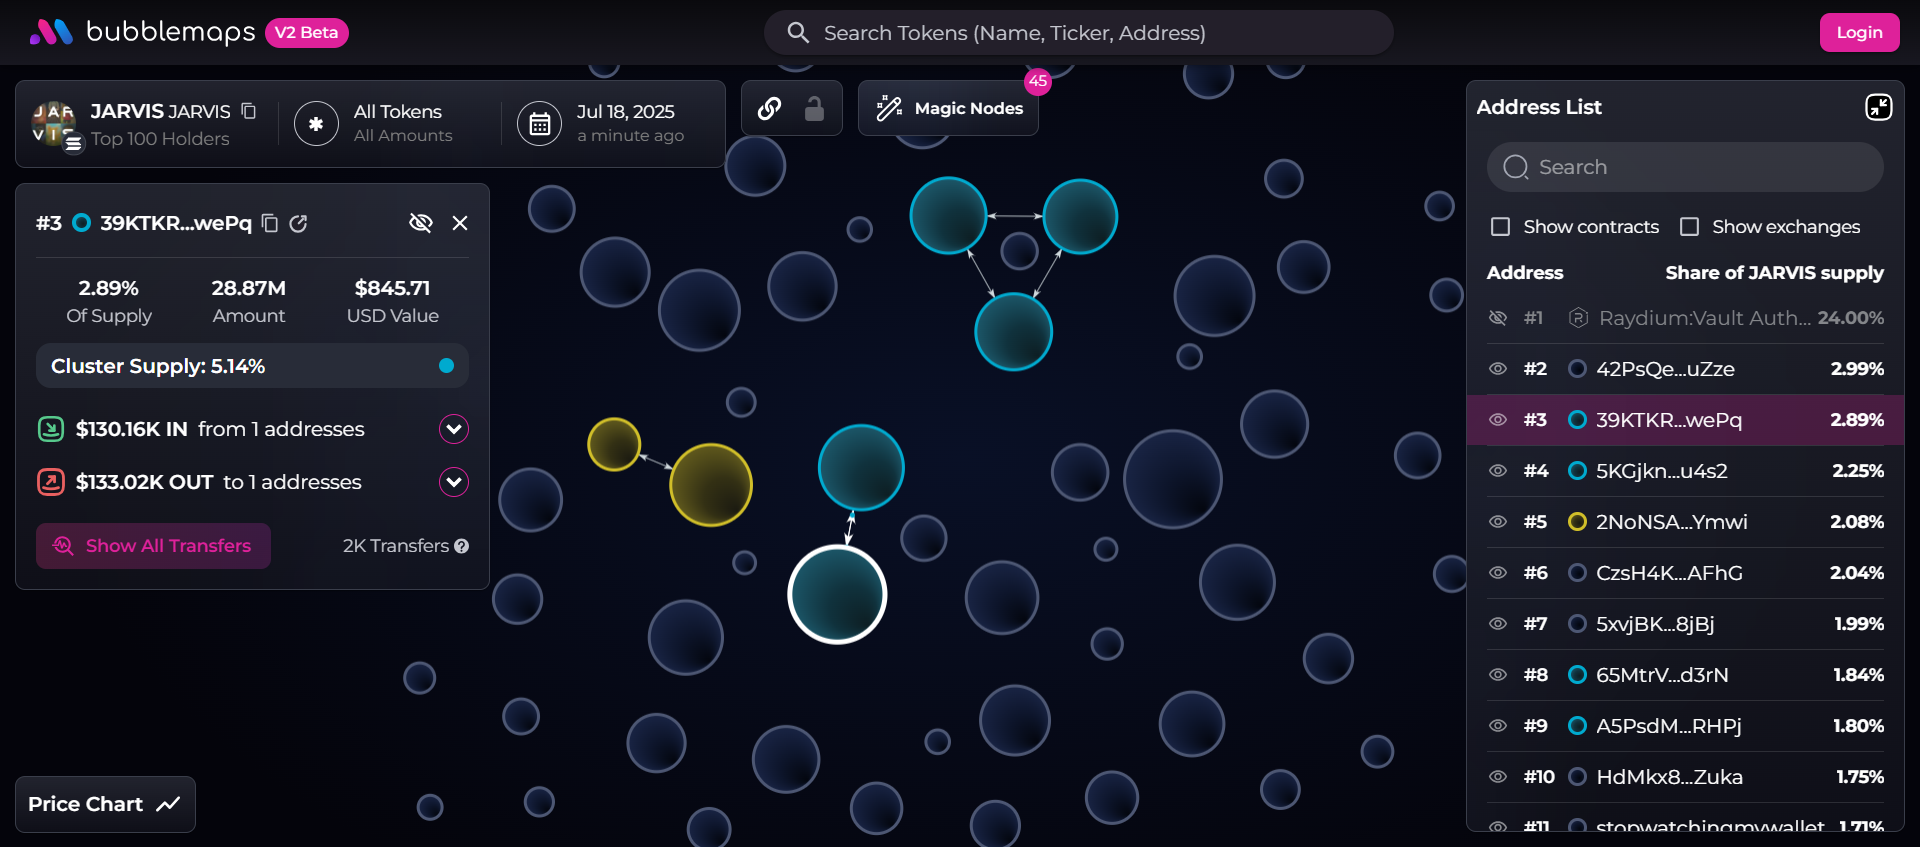 bubblemaps V2 Beta
Search Tokens (Name, Ticker, Address)
Login
JAR
VIS
JARVIS JARVIS
Top 100 Holders
All Tokens
All Amounts
Jul 18, 2025
a minute ago
Magic Nodes
45
#3 39KTKR...wePq
2.89% 28.87M $845.71
Of Supply Amount USD Value
Cluster Supply: 5.14%
$130.16K IN from 1 addresses
$133.02K OUT to 1 addresses
Show All Transfers 2K Transfers ?
Price Chart
Address List
Search
Show contracts Show exchanges
Address Share of JARVIS supply
#1 Raydium:Vault Auth... 24.00%
#2 42PsQe...uZze 2.99%
#3 39KTKR...wePq 2.89%
#4 5KGjkn...u4s2 2.25%
#5 2NoNSA...Ymwi 2.08%
#6 CzsH4K...AFhG 2.04%
#7 5xvjBK...8jBj 1.99%
#8 65MtrV...d3rN 1.84%
#9 A5PsdM...RHPj 1.80%
#10 HdMkx8...Zuka 1.75%
#11 stopwatchingmywallet 1.71%